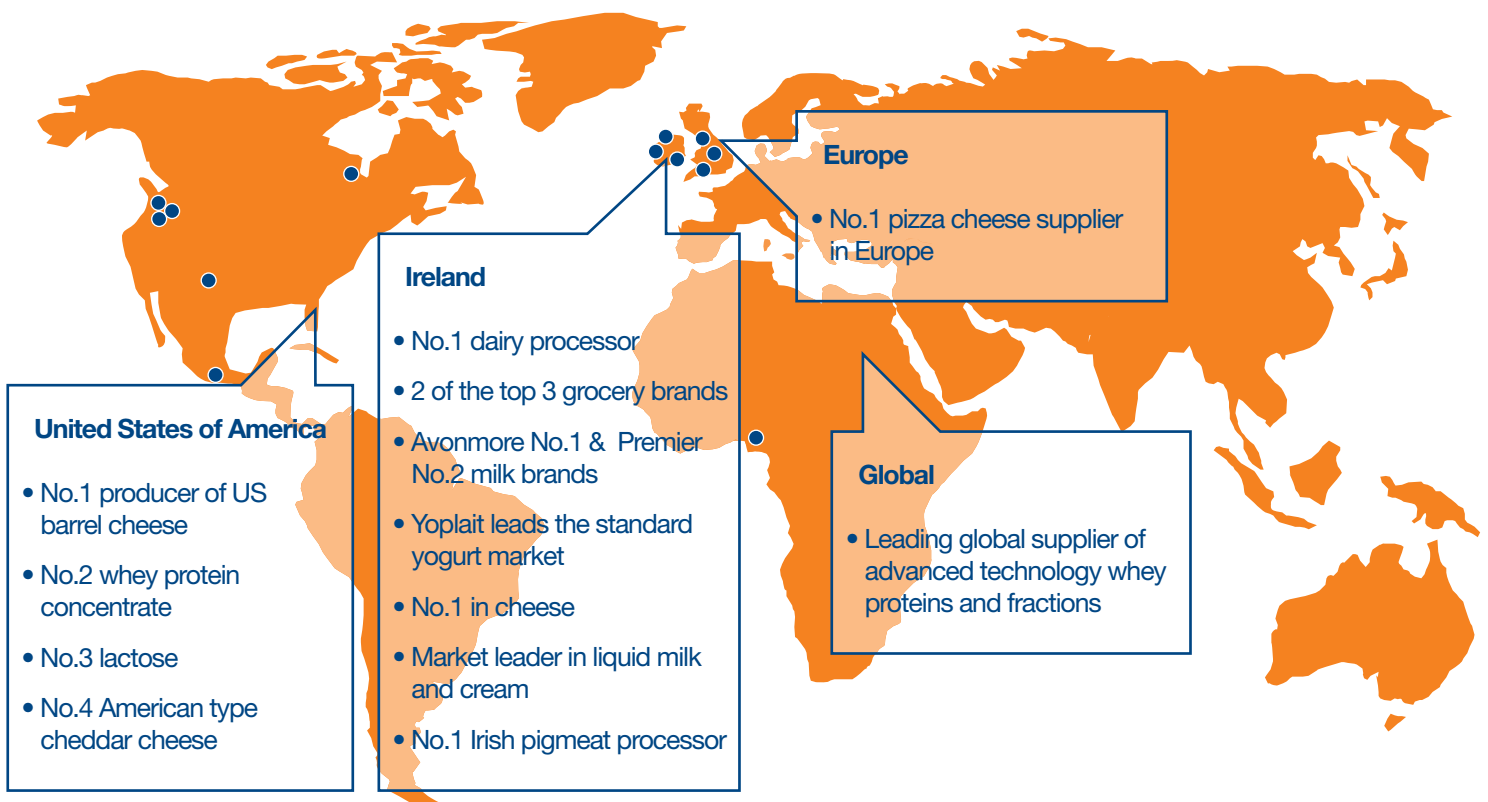 Europe
• No.1 pizza cheese supplier
in Europe
Ireland
• No.1 dairy processor
• 2 of the top 3 grocery brands
• Avonmore No.1 & Premier
No.2 milk brands
• Yoplait leads the standard
yogurt market
• No.1 in cheese
• Market leader in liquid milk
and cream
• No.1 Irish pigmeat processor
United States of America
• No.1 producer of US
barrel cheese
• No.2 whey protein
concentrate
• No.3 lactose
• No.4 American type
cheddar cheese
Global
• Leading global supplier of
advanced technology whey
proteins and fractions